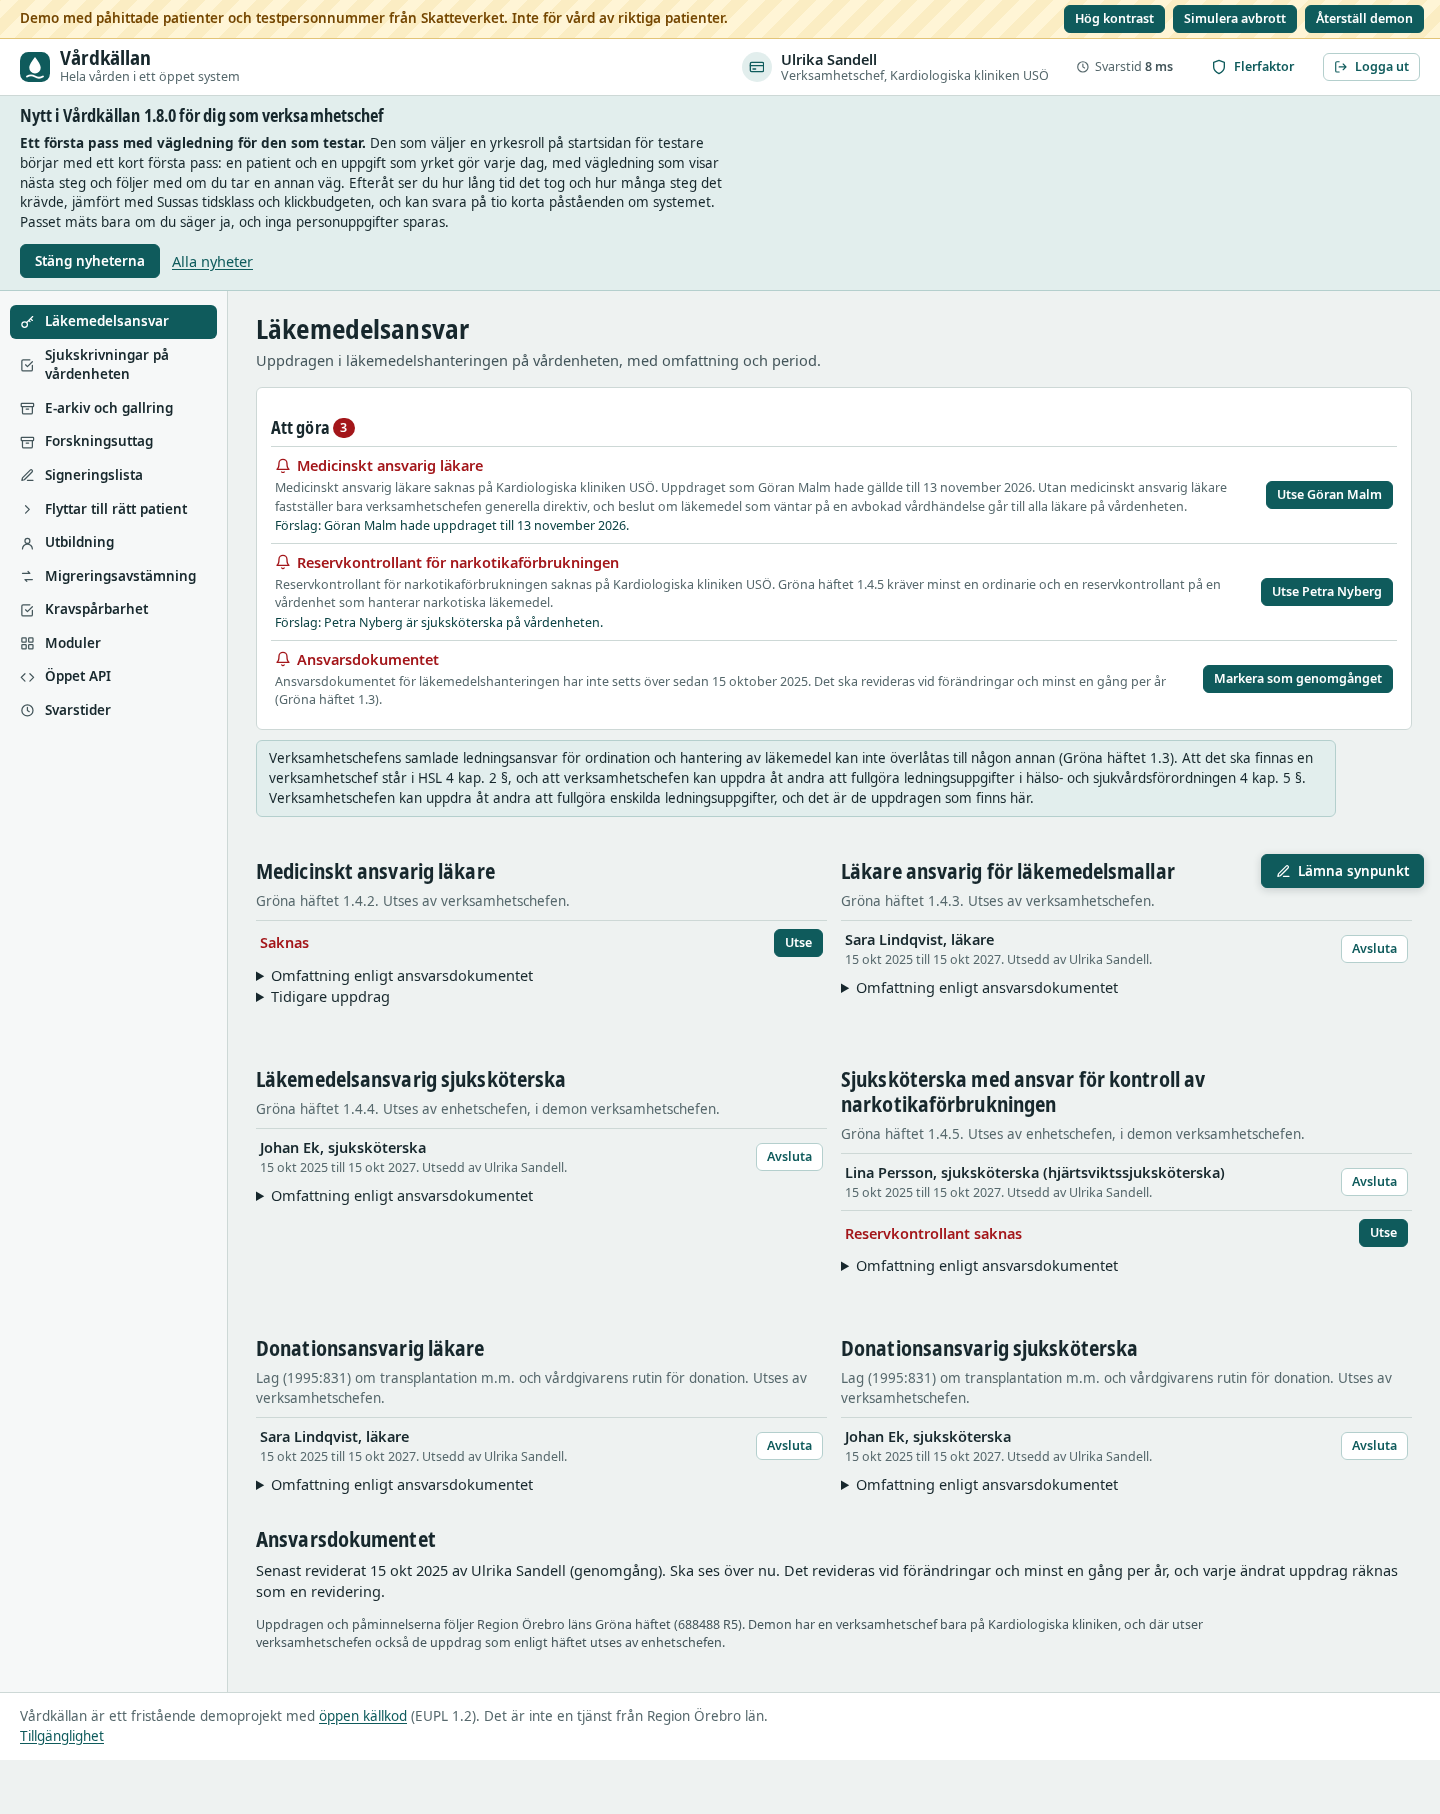 Demo med påhittade patienter och testpersonnummer från Skatteverket. Inte för vård av riktiga patienter.
Hög kontrast
Simulera avbrott
Återställ demon
Vårdkällan
Hela vården i ett öppet system
Ulrika Sandell
Verksamhetschef, Kardiologiska kliniken USÖ
Svarstid 8 ms
Flerfaktor
Logga ut
Nytt i Vårdkällan 1.8.0 för dig som verksamhetschef
Ett första pass med vägledning för den som testar. Den som väljer en yrkesroll på startsidan för testare
börjar med ett kort första pass: en patient och en uppgift som yrket gör varje dag, med vägledning som visar
nästa steg och följer med om du tar en annan väg. Efteråt ser du hur lång tid det tog och hur många steg det
krävde, jämfört med Sussas tidsklass och klickbudgeten, och kan svara på tio korta påståenden om systemet.
Passet mäts bara om du säger ja, och inga personuppgifter sparas.
Stäng nyheterna
Alla nyheter
Läkemedelsansvar
Sjukskrivningar på
vårdenheten
E-arkiv och gallring
Forskningsuttag
Signeringslista
Flyttar till rätt patient
Utbildning
Migreringsavstämning
Kravspårbarhet
Moduler
Öppet API
Svarstider
Läkemedelsansvar
Uppdragen i läkemedelshanteringen på vårdenheten, med omfattning och period.
Att göra 3
Medicinskt ansvarig läkare
Medicinskt ansvarig läkare saknas på Kardiologiska kliniken USÖ. Uppdraget som Göran Malm hade gällde till 13 november 2026. Utan medicinskt ansvarig läkare
fastställer bara verksamhetschefen generella direktiv, och beslut om läkemedel som väntar på en avbokad vårdhändelse går till alla läkare på vårdenheten.
Förslag: Göran Malm hade uppdraget till 13 november 2026.
Utse Göran Malm
Reservkontrollant för narkotikaförbrukningen
Reservkontrollant för narkotikaförbrukningen saknas på Kardiologiska kliniken USÖ. Gröna häftet 1.4.5 kräver minst en ordinarie och en reservkontrollant på en
vårdenhet som hanterar narkotiska läkemedel.
Förslag: Petra Nyberg är sjuksköterska på vårdenheten.
Utse Petra Nyberg
Ansvarsdokumentet
Ansvarsdokumentet för läkemedelshanteringen har inte setts över sedan 15 oktober 2025. Det ska revideras vid förändringar och minst en gång per år
(Gröna häftet 1.3).
Markera som genomgånget
Verksamhetschefens samlade ledningsansvar för ordination och hantering av läkemedel kan inte överlåtas till någon annan (Gröna häftet 1.3). Att det ska finnas en
verksamhetschef står i HSL 4 kap. 2 §, och att verksamhetschefen kan uppdra åt andra att fullgöra ledningsuppgifter i hälso- och sjukvårdsförordningen 4 kap. 5 §.
Verksamhetschefen kan uppdra åt andra att fullgöra enskilda ledningsuppgifter, och det är de uppdragen som finns här.
Medicinskt ansvarig läkare
Gröna häftet 1.4.2. Utses av verksamhetschefen.
Saknas
Utse
Omfattning enligt ansvarsdokumentet
Tidigare uppdrag
Läkare ansvarig för läkemedelsmallar
Gröna häftet 1.4.3. Utses av verksamhetschefen.
Sara Lindqvist, läkare
15 okt 2025 till 15 okt 2027. Utsedd av Ulrika Sandell.
Avsluta
Omfattning enligt ansvarsdokumentet
Lämna synpunkt
Läkemedelsansvarig sjuksköterska
Gröna häftet 1.4.4. Utses av enhetschefen, i demon verksamhetschefen.
Johan Ek, sjuksköterska
15 okt 2025 till 15 okt 2027. Utsedd av Ulrika Sandell.
Avsluta
Omfattning enligt ansvarsdokumentet
Sjuksköterska med ansvar för kontroll av
narkotikaförbrukningen
Gröna häftet 1.4.5. Utses av enhetschefen, i demon verksamhetschefen.
Lina Persson, sjuksköterska (hjärtsviktssjuksköterska)
15 okt 2025 till 15 okt 2027. Utsedd av Ulrika Sandell.
Avsluta
Reservkontrollant saknas
Utse
Omfattning enligt ansvarsdokumentet
Donationsansvarig läkare
Lag (1995:831) om transplantation m.m. och vårdgivarens rutin för donation. Utses av
verksamhetschefen.
Sara Lindqvist, läkare
15 okt 2025 till 15 okt 2027. Utsedd av Ulrika Sandell.
Avsluta
Omfattning enligt ansvarsdokumentet
Donationsansvarig sjuksköterska
Lag (1995:831) om transplantation m.m. och vårdgivarens rutin för donation. Utses av
verksamhetschefen.
Johan Ek, sjuksköterska
15 okt 2025 till 15 okt 2027. Utsedd av Ulrika Sandell.
Avsluta
Omfattning enligt ansvarsdokumentet
Ansvarsdokumentet
Senast reviderat 15 okt 2025 av Ulrika Sandell (genomgång). Ska ses över nu. Det revideras vid förändringar och minst en gång per år, och varje ändrat uppdrag räknas
som en revidering.
Uppdragen och påminnelserna följer Region Örebro läns Gröna häftet (688488 R5). Demon har en verksamhetschef bara på Kardiologiska kliniken, och där utser
verksamhetschefen också de uppdrag som enligt häftet utses av enhetschefen.
Vårdkällan är ett fristående demoprojekt med öppen källkod (EUPL 1.2). Det är inte en tjänst från Region Örebro län.
Tillgänglighet